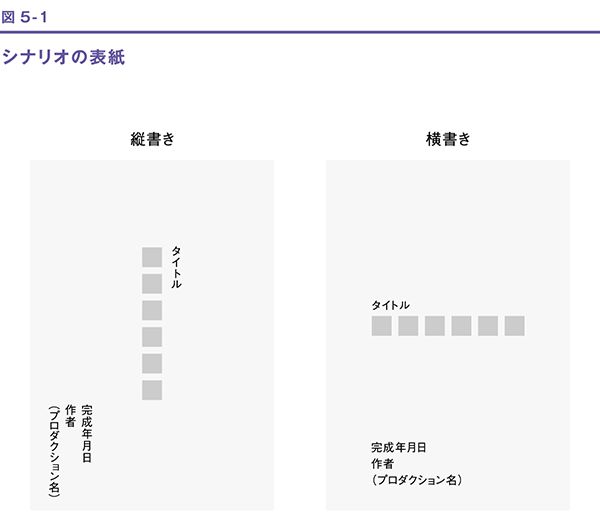 図 5-1
シナリオの表紙
縦書き
タイトル
完成年月日
作者
（プロダクション名）
横書き
タイトル
完成年月日
作者
（プロダクション名）